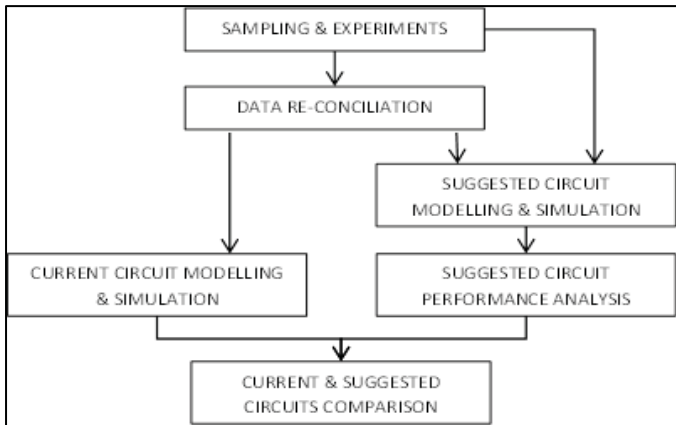 SAMPLING & EXPERIMENTS
DATA RE-CONCILIATION
SUGGESTED CIRCUIT
MODELLING & SIMULATION
CURRENT CIRCUIT MODELLING
& SIMULATION
SUGGESTED CIRCUIT
PERFORMANCE ANALYSIS
CURRENT & SUGGESTED
CIRCUITS COMPARISON